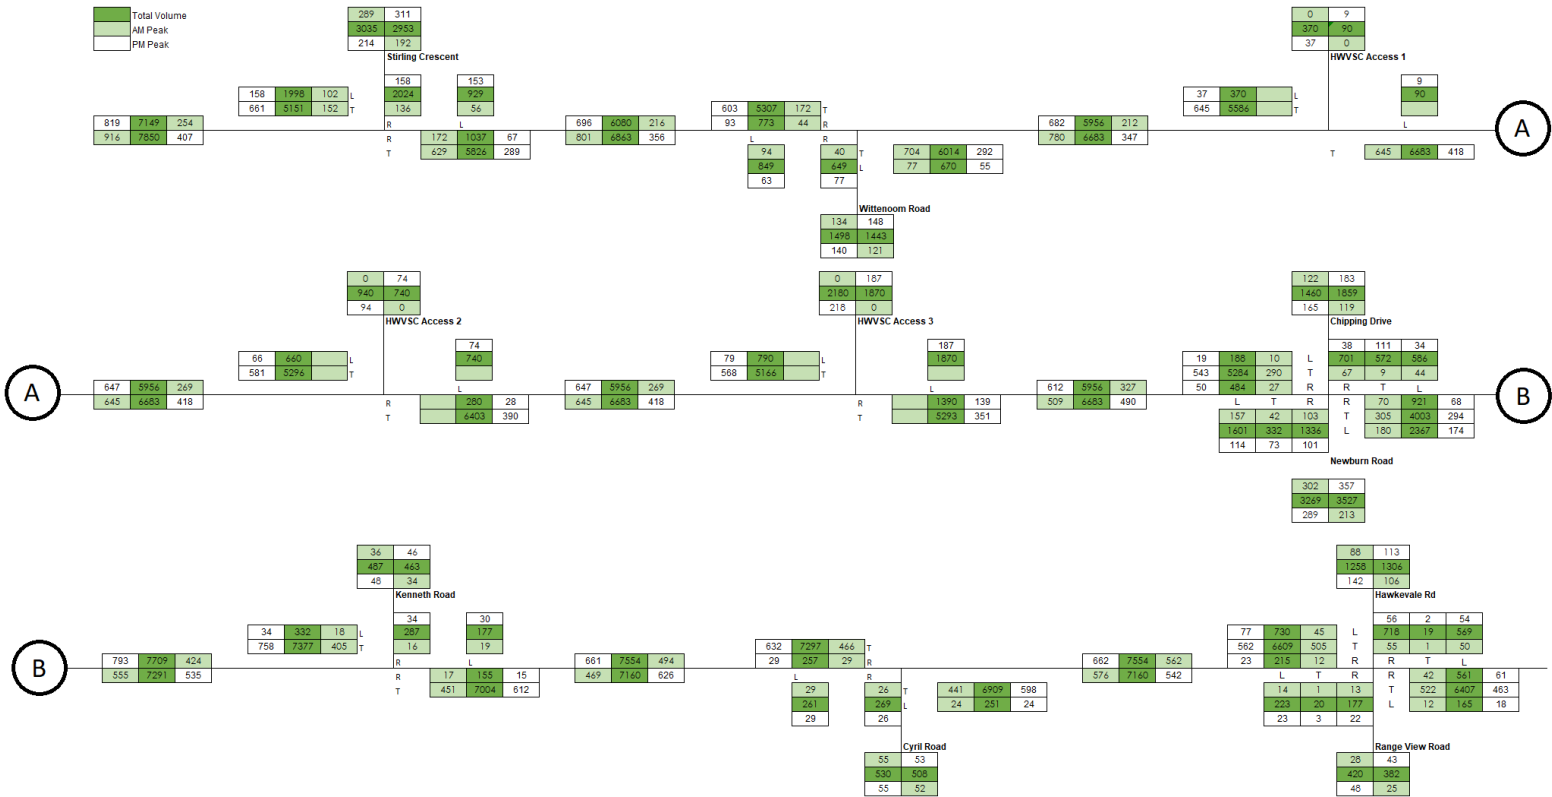 Total Volume
AM Peak
PM Peak
289 311
3035 2953
214 192
Stirling Crescent
158 1998 102 L
661 5151 152 T
158
2024
136
R
153
929
56
L
819 7149 254
916 7850 407
R 172 1037 67
T 629 5826 289
696 6080 216
801 6863 356
603 5307 172 T
93 773 44 R
L
94
849
63
R
40 T
649 L
77
704 6014 292
77 670 55
Wittenoom Road
134 148
1498 1443
140 121
682 5956 212
780 6683 347
0 9
370 90
37 0
HWVSC Access 1
37 370 L
645 5586 T
9
90
L
T 645 6683 418
A
A
0 74
940 740
94 0
HWVSC Access 2
66 660 L
581 5296 T
74
740
L
647 5956 269
645 6683 418
R 280 28
T 6403 390
647 5956 269
645 6683 418
0 187
2180 1870
218 0
HWVSC Access 3
79 790 L
568 5166 T
187
1870
L
R 1390 139
T 5293 351
612 5956 327
509 6683 490
122 183
1460 1859
165 119
Chipping Drive
19 188 10 L
543 5284 290 T
50 484 27 R
38 111 34
701 572 586
67 9 44
R T L
L T R
157 42 103
1601 332 1336
114 73 101
R 70 921 68
T 305 4003 294
L 180 2367 174
Newburn Road
302 357
3269 3527
289 213
B
B
36 46
487 463
48 34
Kenneth Road
34 332 18 L
758 7377 405 T
34
287
16
R
30
177
19
L
793 7709 424
555 7291 535
R 17 155 15
T 451 7004 612
661 7554 494
469 7160 626
632 7297 466 T
29 257 29 R
L
29
261
29
R
26 T
269 L
26
441 6909 598
24 251 24
Cyril Road
55 53
530 508
55 52
662 7554 562
576 7160 542
88 113
1258 1306
142 106
Hawkevale Rd
77 730 45 L
562 6609 505 T
23 215 12 R
56 2 54
718 19 569
55 1 50
R T L
L T R
14 1 13
223 20 177
23 3 22
R 42 561 61
T 522 6407 463
L 12 165 18
Range View Road
28 43
420 382
48 25